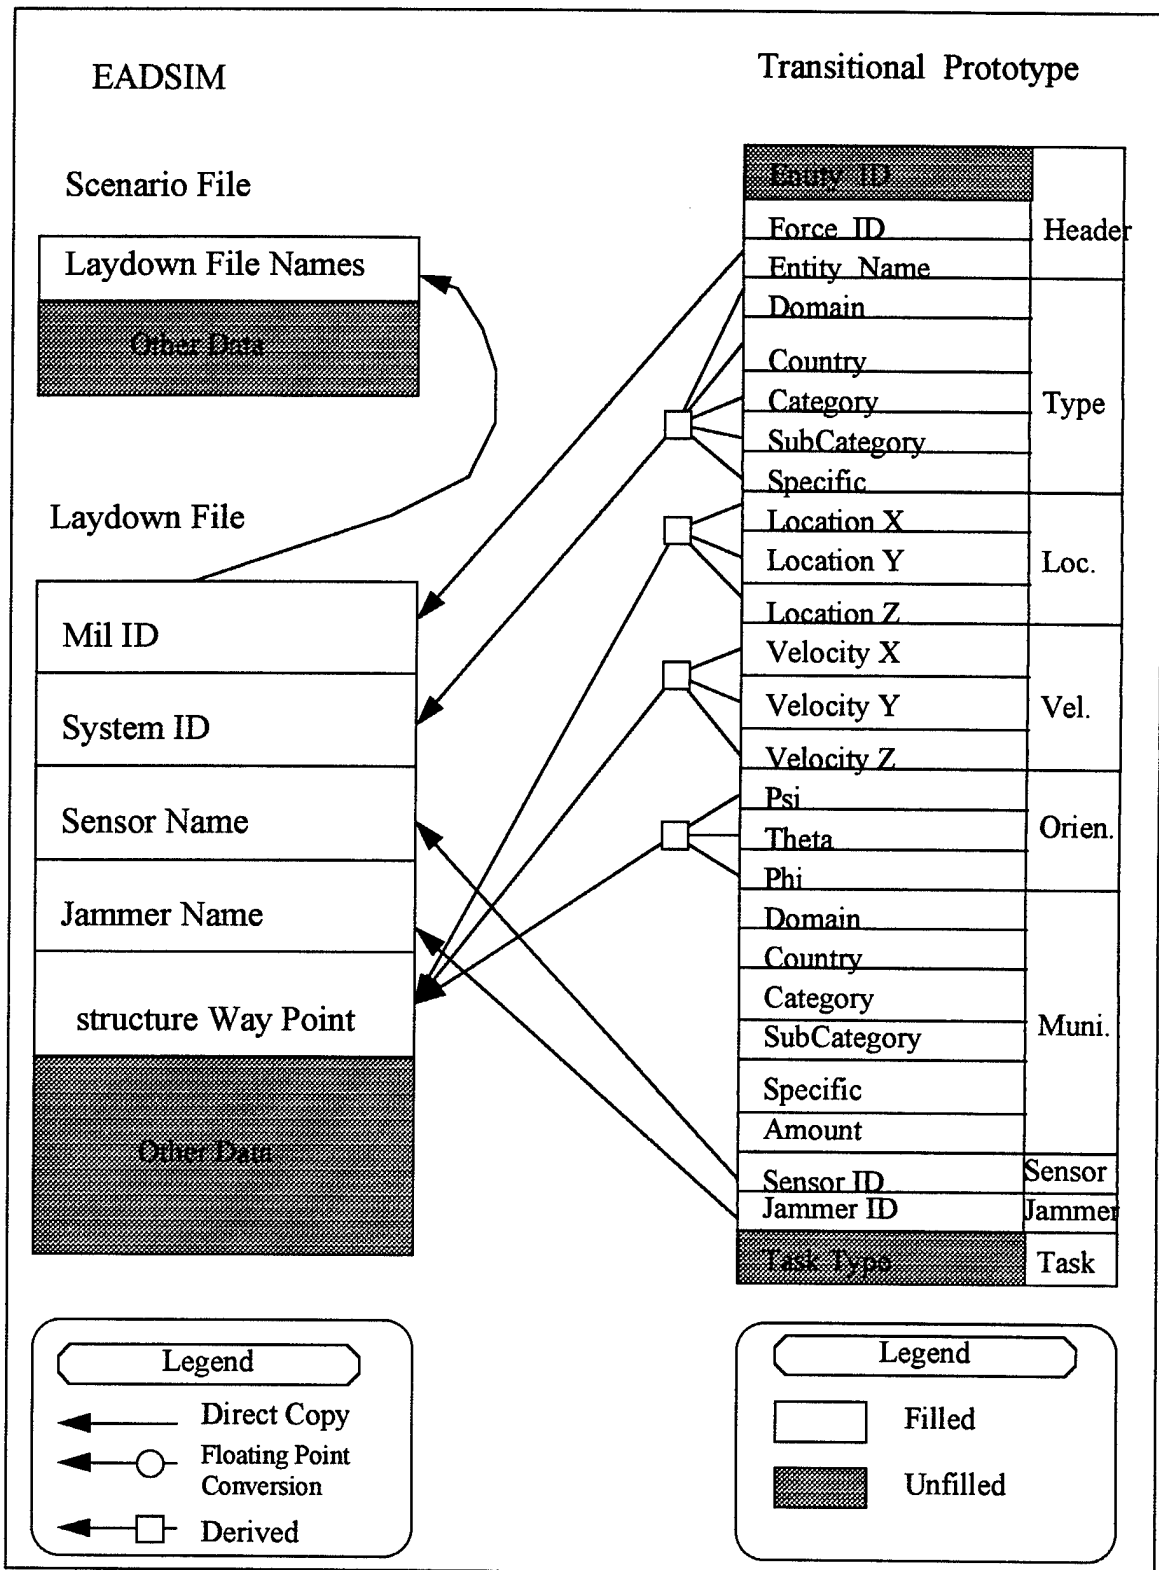 EADSIM
Transitional Prototype
Scenario File
Laydown File Names
Other Data
Laydown File
Mil ID
System ID
Sensor Name
Jammer Name
structure Way Point
Other Data
Entity ID
Force ID
Entity Name
Header
Domain
Country
Category
SubCategory
Specific
Type
Location X
Location Y
Location Z
Loc.
Velocity X
Velocity Y
Velocity Z
Vel.
Psi
Theta
Phi
Orien.
Domain
Country
Category
SubCategory
Specific
Amount
Muni.
Sensor ID
Sensor
Jammer ID
Jammer
Task Type
Task
Legend
Direct Copy
Floating Point
Conversion
Derived
Legend
Filled
Unfilled